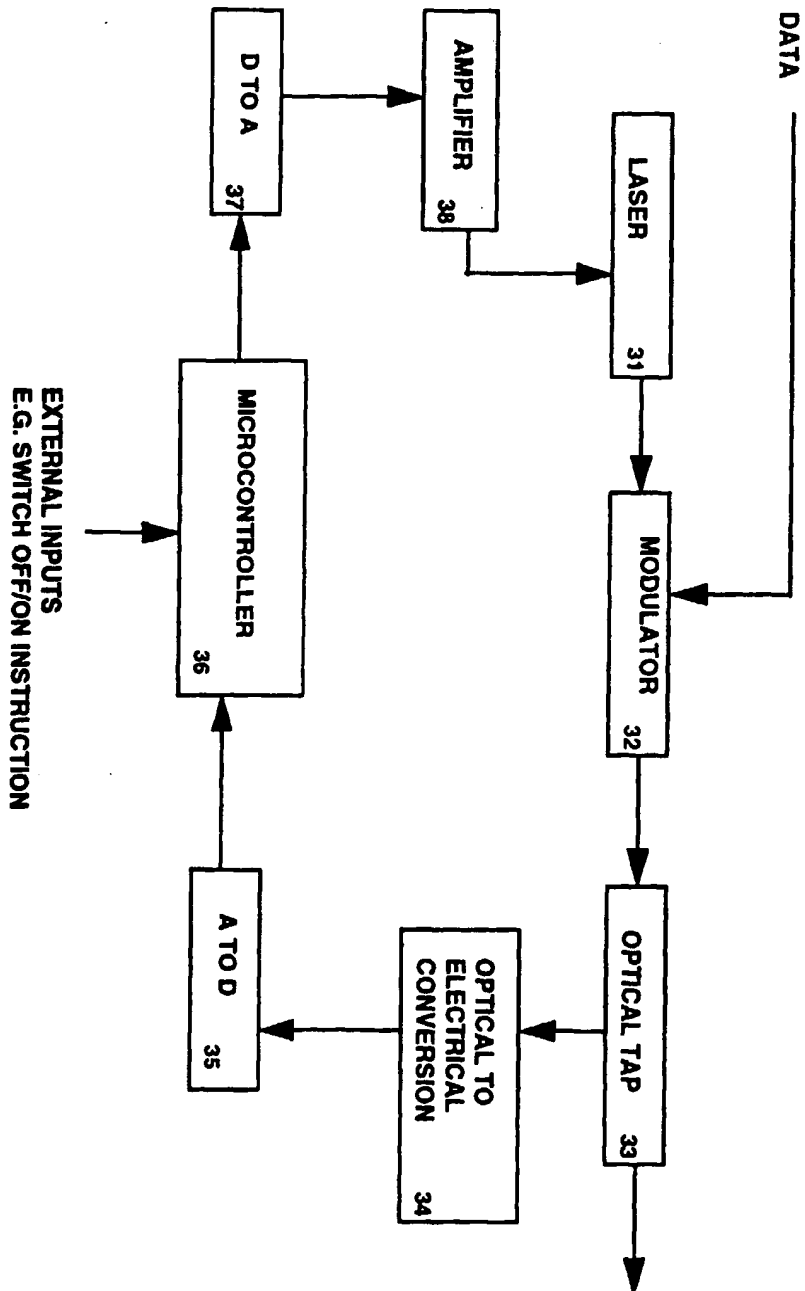 DATA
LASER
31
MODULATOR
32
OPTICAL TAP
33
AMPLIFIER
38
OPTICAL TO
ELECTRICAL
CONVERSION
34
D TO A
37
MICROCONTROLLER
36
A TO D
35
EXTERNAL INPUTS
E.G. SWITCH OFF/ON INSTRUCTION